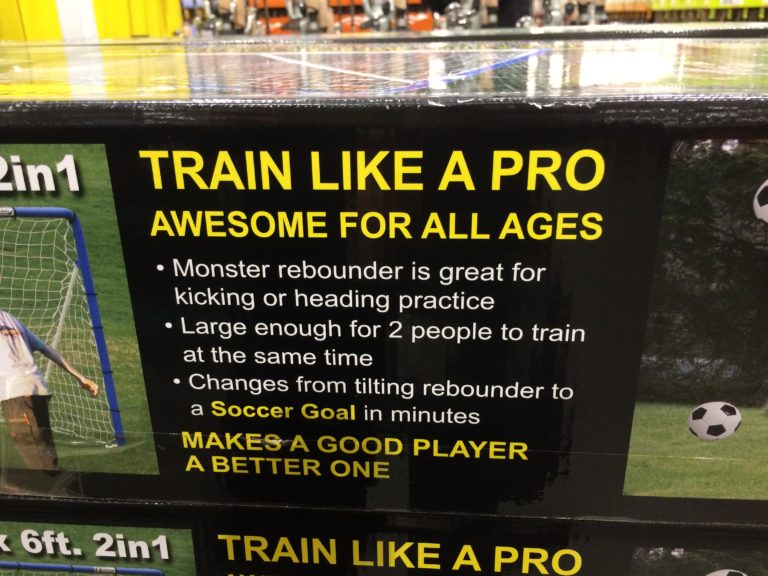 2in1
TRAIN LIKE A PRO
AWESOME FOR ALL AGES
• Monster rebounder is great for
kicking or heading practice
• Large enough for 2 people to train
at the same time
• Changes from tilting rebounder to
a Soccer Goal in minutes
MAKES A GOOD PLAYER
A BETTER ONE
x 6ft. 2in1
TRAIN LIKE A PRO